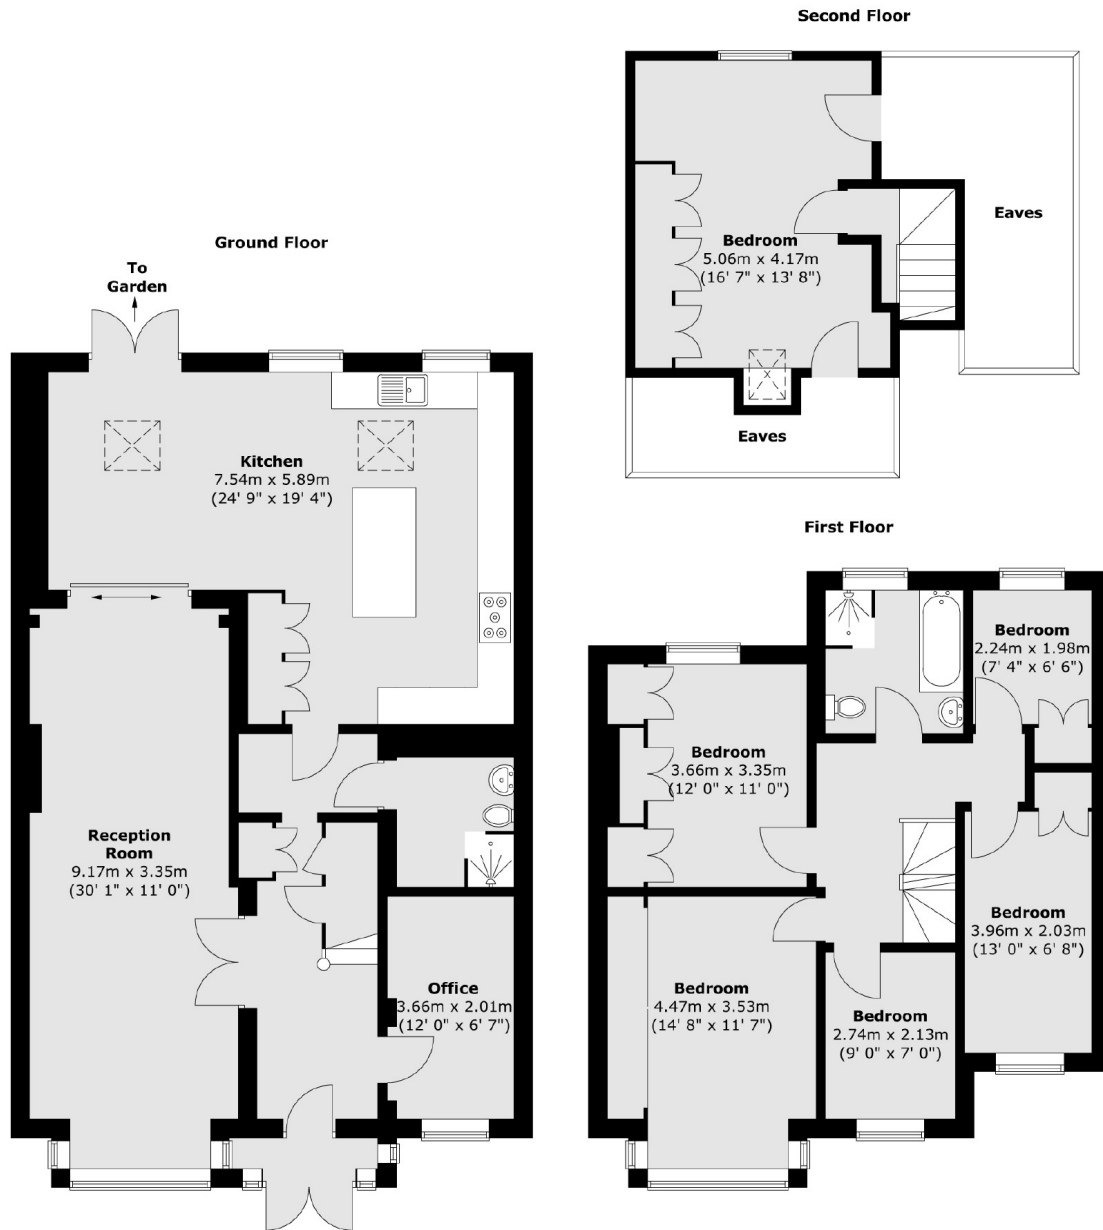 Second Floor
Bedroom
5.06m x 4.17m
(16' 7" x 13' 8")
Eaves
Eaves
Ground Floor
To
Garden
Kitchen
7.54m x 5.89m
(24' 9" x 19' 4")
Reception
Room
9.17m x 3.35m
(30' 1" x 11' 0")
Office
3.66m x 2.01m
(12' 0" x 6' 7")
First Floor
Bedroom
2.24m x 1.98m
(7' 4" x 6' 6")
Bedroom
3.66m x 3.35m
(12' 0" x 11' 0")
Bedroom
3.96m x 2.03m
(13' 0" x 6' 8")
Bedroom
4.47m x 3.53m
(14' 8" x 11' 7")
Bedroom
2.74m x 2.13m
(9' 0" x 7' 0")